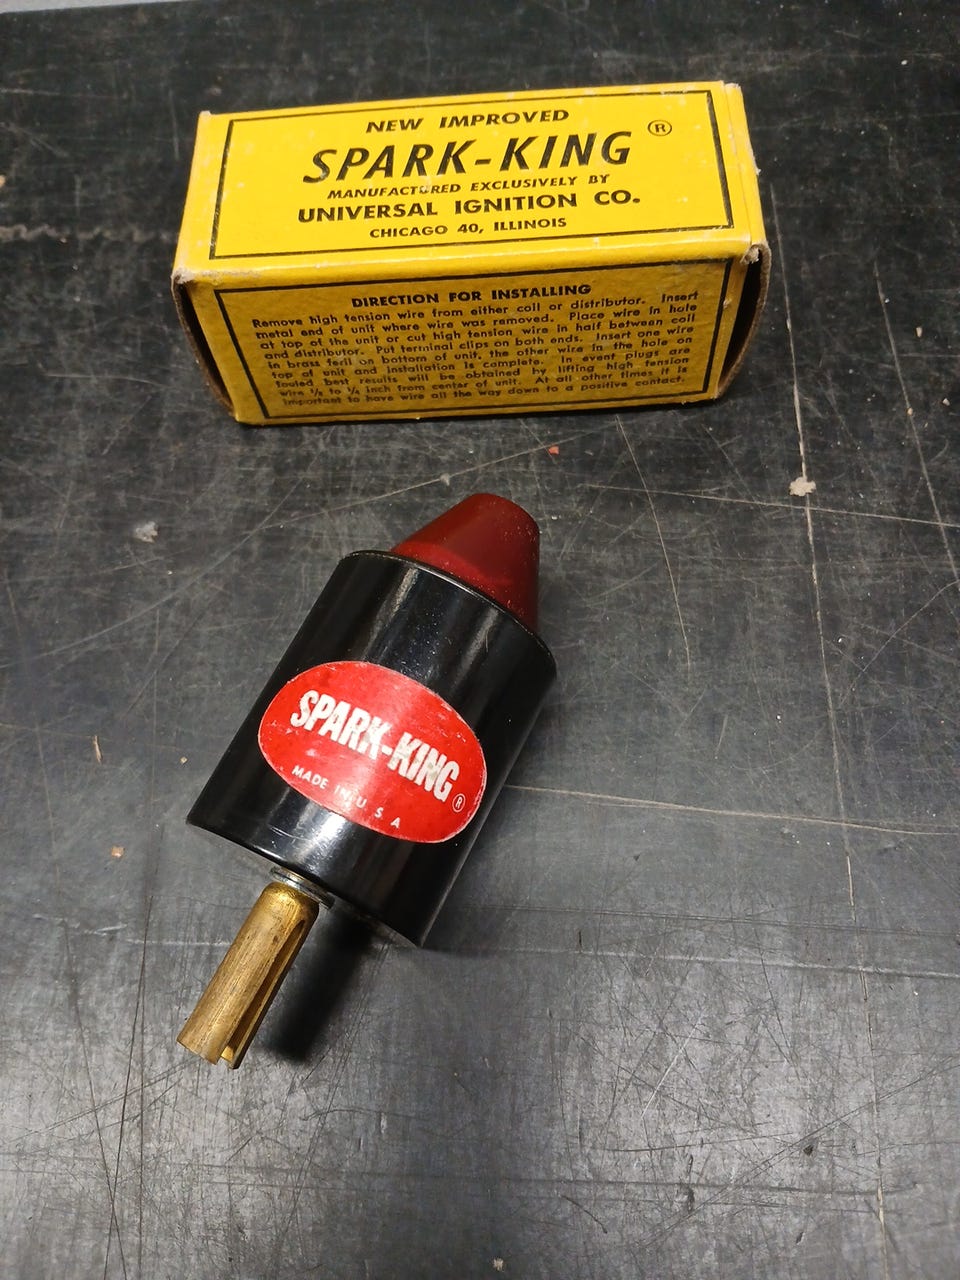 NEW IMPROVED
SPARK-KING ®
MANUFACTURED EXCLUSIVELY BY
UNIVERSAL IGNITION CO.
CHICAGO 40, ILLINOIS
DIRECTION FOR INSTALLING
Remove high tension wire from either coil or distributor. Insert
metal end of unit where wire was removed. Place wire in hole
at top of the unit or cut high tension wire in half between coil
and distributor. Put terminal clips on both ends. Insert one wire
in brass feril on bottom of unit, the other wire in the hole on
top of unit and installation is complete. In event plugs are
fouled best results will be obtained by lifting high tension
wire ⅛ to ¼ inch from center of unit. At all other times it is
important to have wire all the way down to a positive contact.
SPARK-KING ®
MADE IN U S A